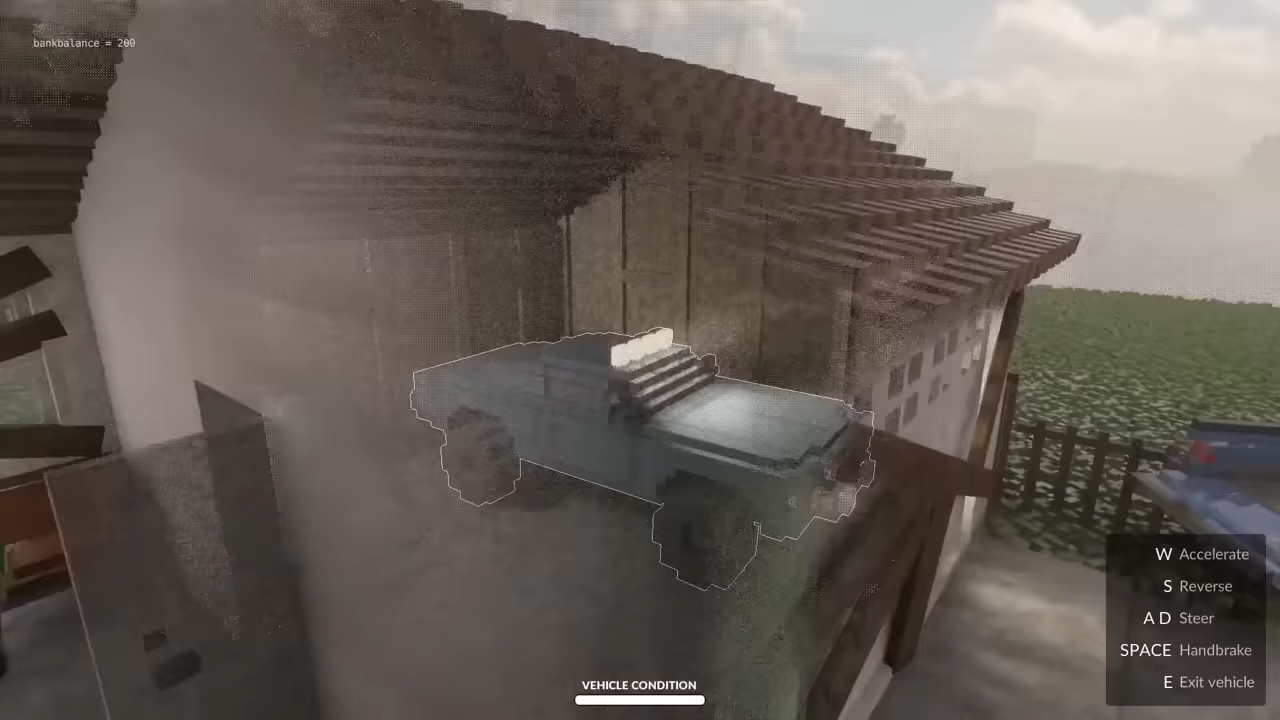 bankbalance = 200
W Accelerate
S Reverse
A D Steer
SPACE Handbrake
E Exit vehicle
VEHICLE CONDITION